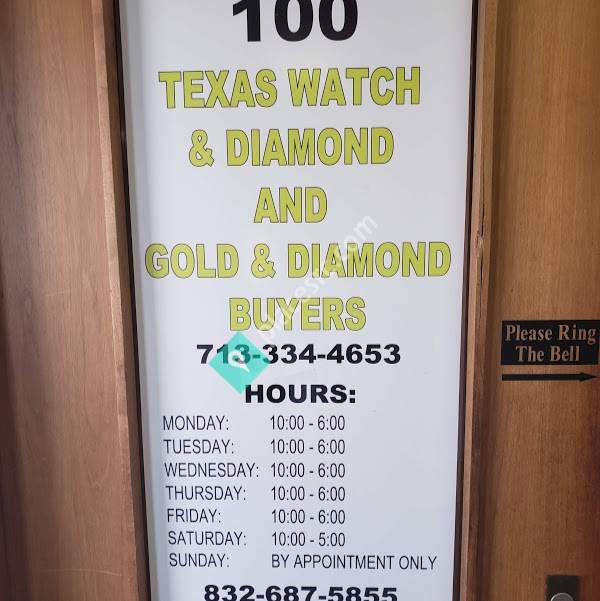 100
TEXAS WATCH
& DIAMOND
AND
GOLD & DIAMOND
BUYERS
713-334-4653
HOURS:
MONDAY: 10:00 - 6:00
TUESDAY: 10:00 - 6:00
WEDNESDAY: 10:00 - 6:00
THURSDAY: 10:00 - 6:00
FRIDAY: 10:00 - 6:00
SATURDAY: 10:00 - 5:00
SUNDAY: BY APPOINTMENT ONLY
832-687-5855
Please Ring
The Bell